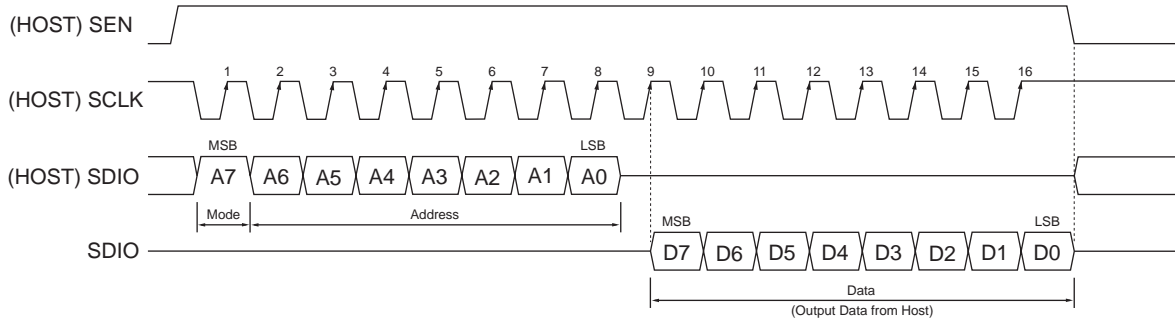 (HOST) SEN
1 2 3 4 5 6 7 8 9 10 11 12 13 14 15 16
(HOST) SCLK
MSB LSB
(HOST) SDIO A7 A6 A5 A4 A3 A2 A1 A0
Mode Address
MSB LSB
SDIO D7 D6 D5 D4 D3 D2 D1 D0
Data
(Output Data from Host)